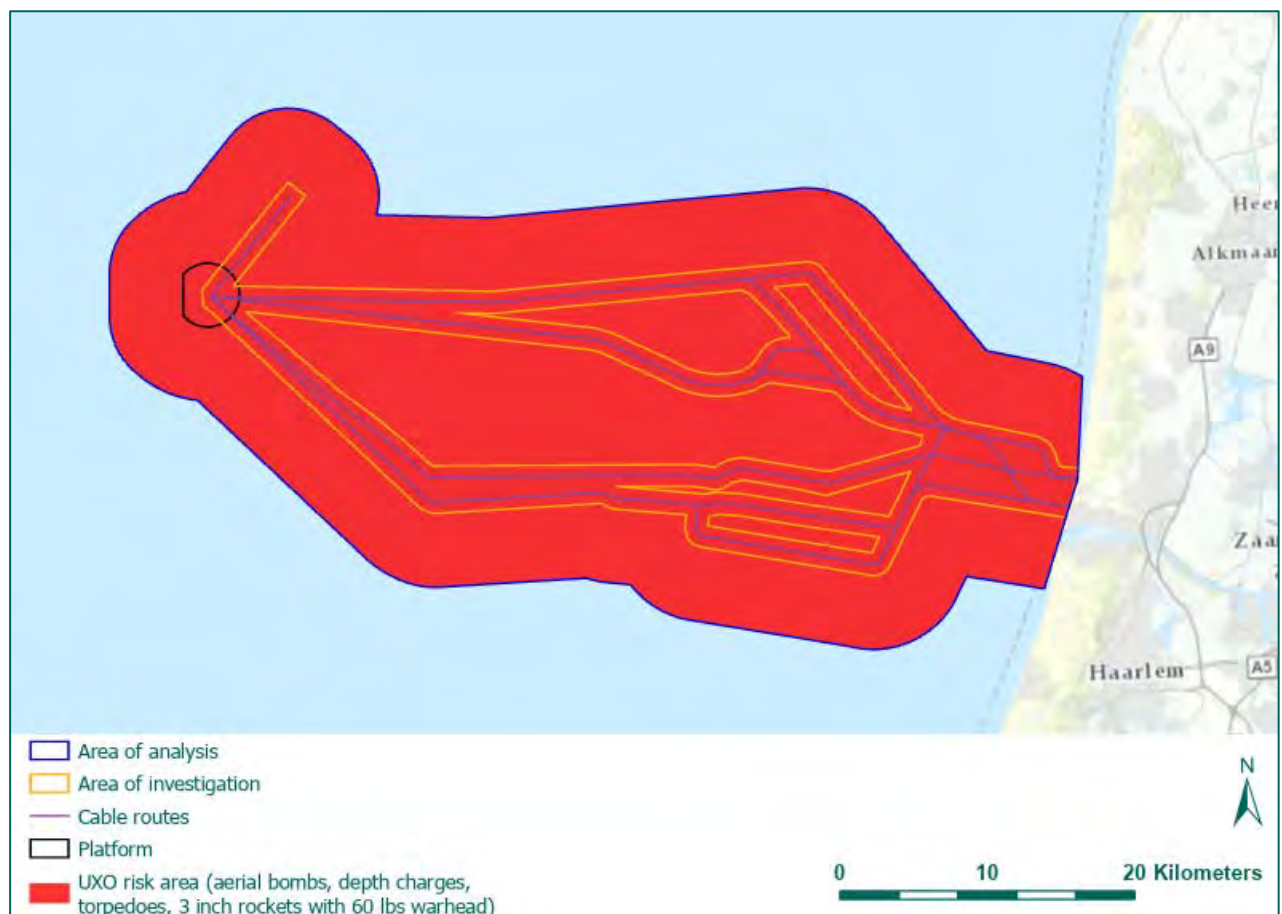 Heer
Alkmaar
A9
Zaa
Haarlem
A5
Area of analysis
Area of investigation
Cable routes
Platform
UXO risk area (aerial bombs, depth charges,
torpedoes, 3 inch rockets with 60 lbs warhead)
N
0 10 20 Kilometers